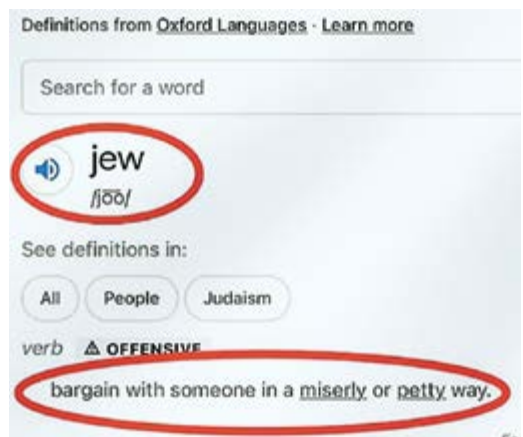 Definitions from Oxford Languages · Learn more
Search for a word
jew
/jo͞o/
See definitions in:
All People Judaism
verb ⚠ OFFENSIVE
bargain with someone in a miserly or petty way.